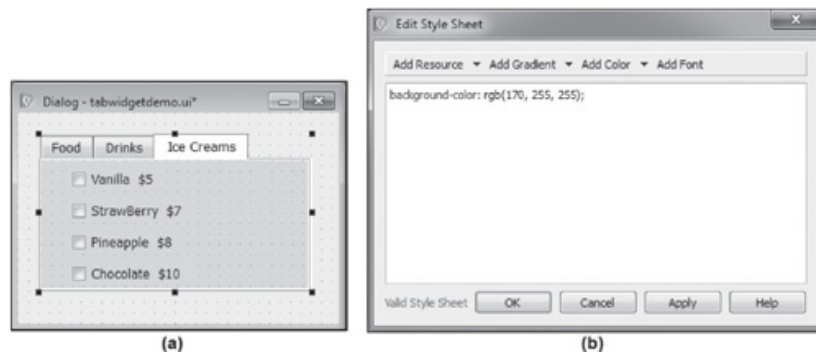 Dialog - tabwidgetdemo.ui*
Food Drinks Ice Creams
Vanilla $5
StrawBerry $7
Pineapple $8
Chocolate $10
(a)
Edit Style Sheet
Add Resource Add Gradient Add Color Add Font
background-color: rgb(170, 255, 255);
Valid Style Sheet OK Cancel Apply Help
(b)